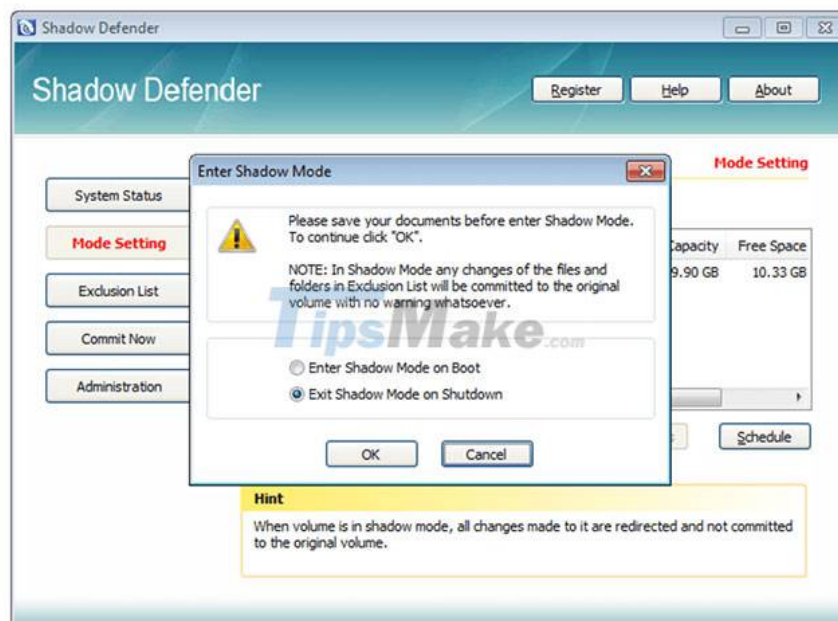 Shadow Defender
Shadow Defender
Register
Help
About
Mode Setting
System Status
Mode Setting
Exclusion List
Commit Now
Administration
Enter Shadow Mode
Please save your documents before enter Shadow Mode.
To continue click "OK".
NOTE: In Shadow Mode any changes of the files and
folders in Exclusion List will be committed to the original
volume with no warning whatsoever.
TipsMake.com
Enter Shadow Mode on Boot
Exit Shadow Mode on Shutdown
OK
Cancel
Capacity Free Space
9.90 GB 10.33 GB
Schedule
Hint
When volume is in shadow mode, all changes made to it are redirected and not committed
to the original volume.